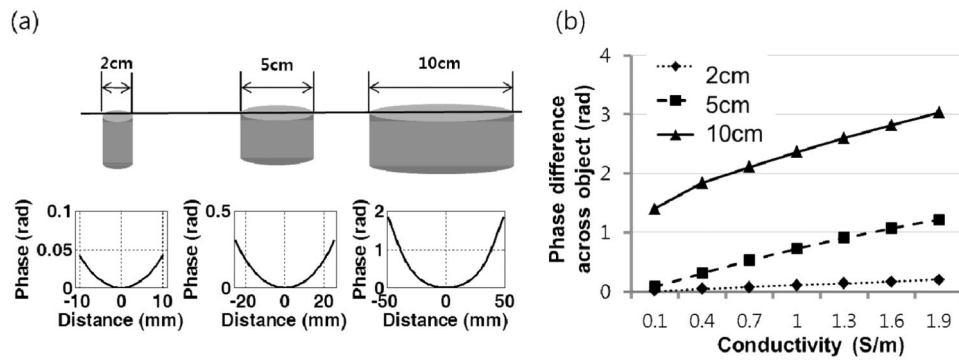 (a)
2cm 5cm 10cm
Phase (rad)
0.1
0.05
0
-10 0 10
Distance (mm)
Phase (rad)
0.5
0
-20 0 20
Distance (mm)
Phase (rad)
2
1
0
-50 0 50
Distance (mm)
(b)
Phase difference
across object (rad)
4
3
2
1
0
2cm
5cm
10cm
0.1 0.4 0.7 1 1.3 1.6 1.9
Conductivity (S/m)